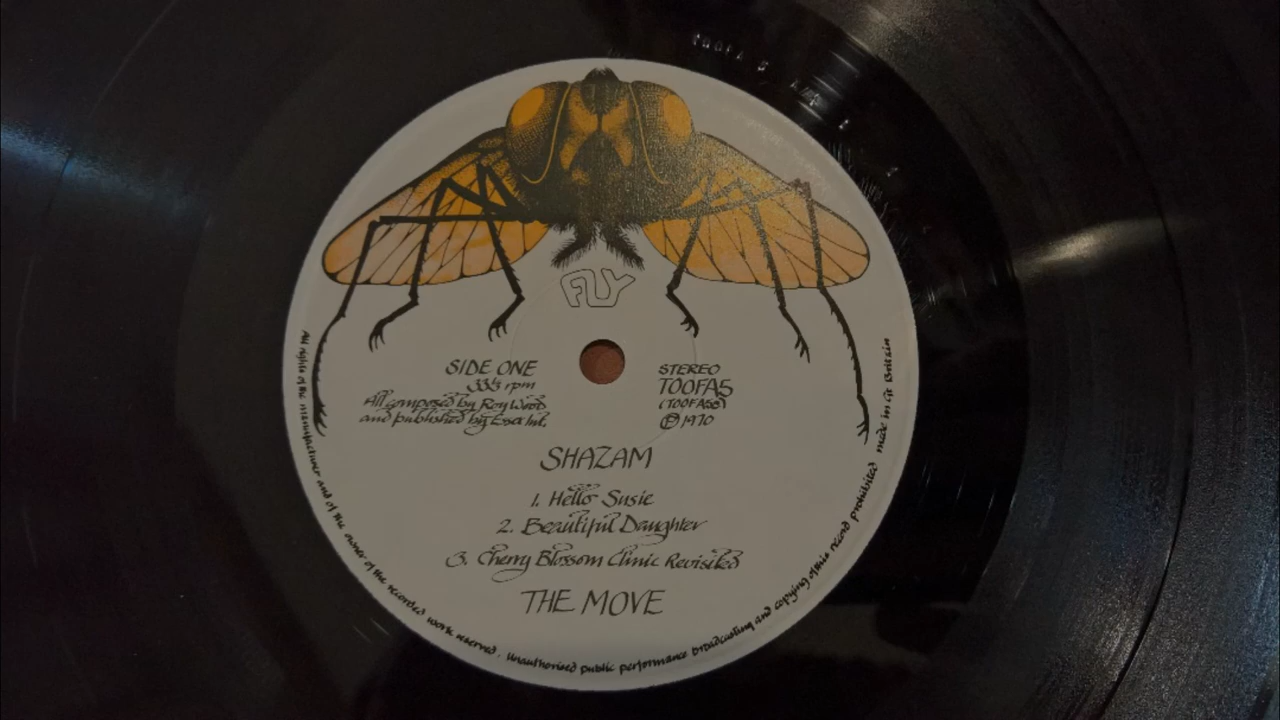 FLY
SIDE ONE
33⅓ rpm
All composed by Roy Wood
and published by Essex Int.
STEREO
TOOFA5
(TOOFA5A)
Ⓟ 1970
SHAZAM
1. Hello Susie
2. Beautiful Daughter
3. Cherry Blossom Clinic Revisited
THE MOVE
All rights of the manufacturer and of the owner of the recorded work reserved. Unauthorised public performance broadcasting and copying of this record prohibited made in Gt Britain